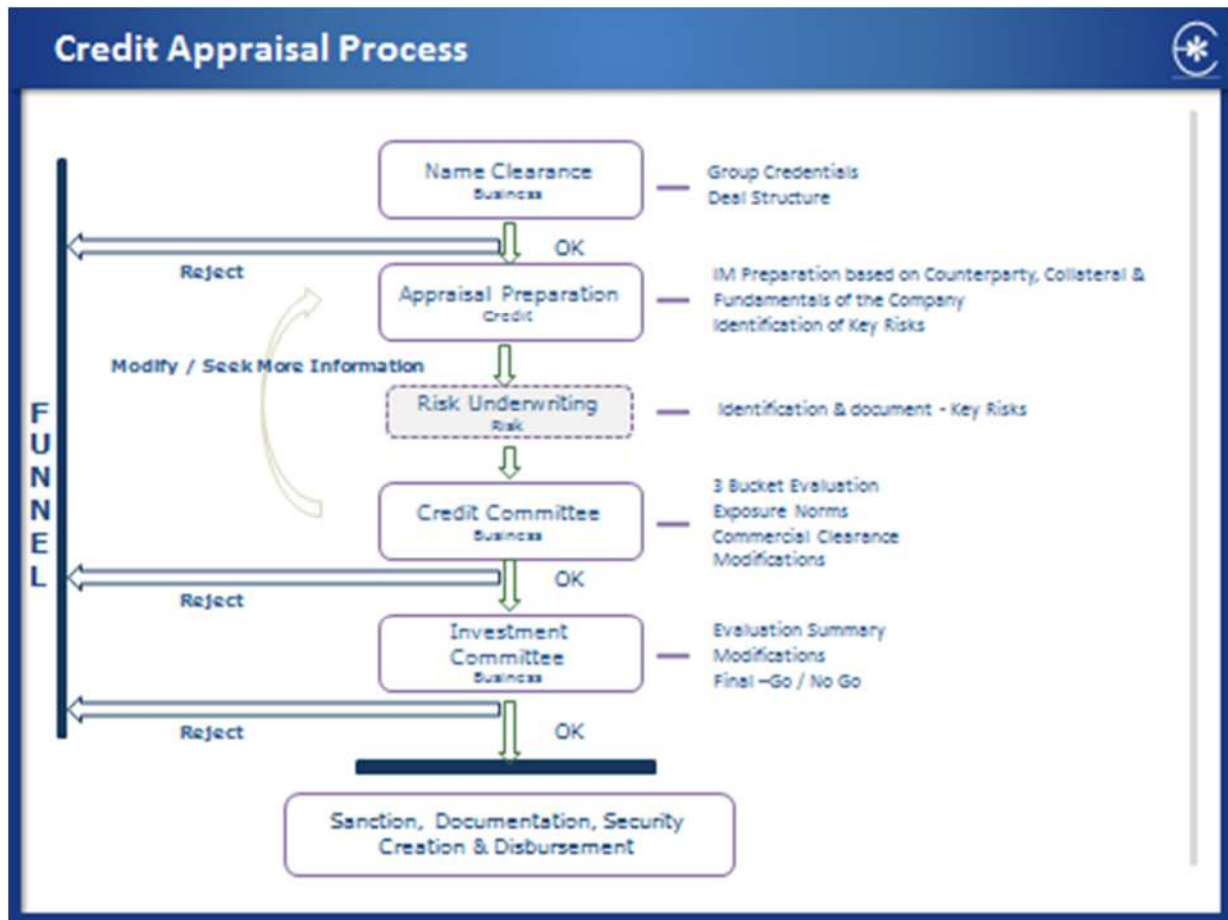 Credit Appraisal Process
Name Clearance
Business
Group Credentials
Deal Structure
OK
Reject
Appraisal Preparation
Credit
IM Preparation based on Counterparty, Collateral &
Fundamentals of the Company
Identification of Key Risks
Modify / Seek More Information
Risk Underwriting
Risk
Identification & document - Key Risks
FUNNEL
Credit Committee
Business
3 Bucket Evaluation
Exposure Norms
Commercial Clearance
Modifications
OK
Reject
Investment
Committee
Business
Evaluation Summary
Modifications
Final –Go / No Go
OK
Reject
Sanction, Documentation, Security
Creation & Disbursement